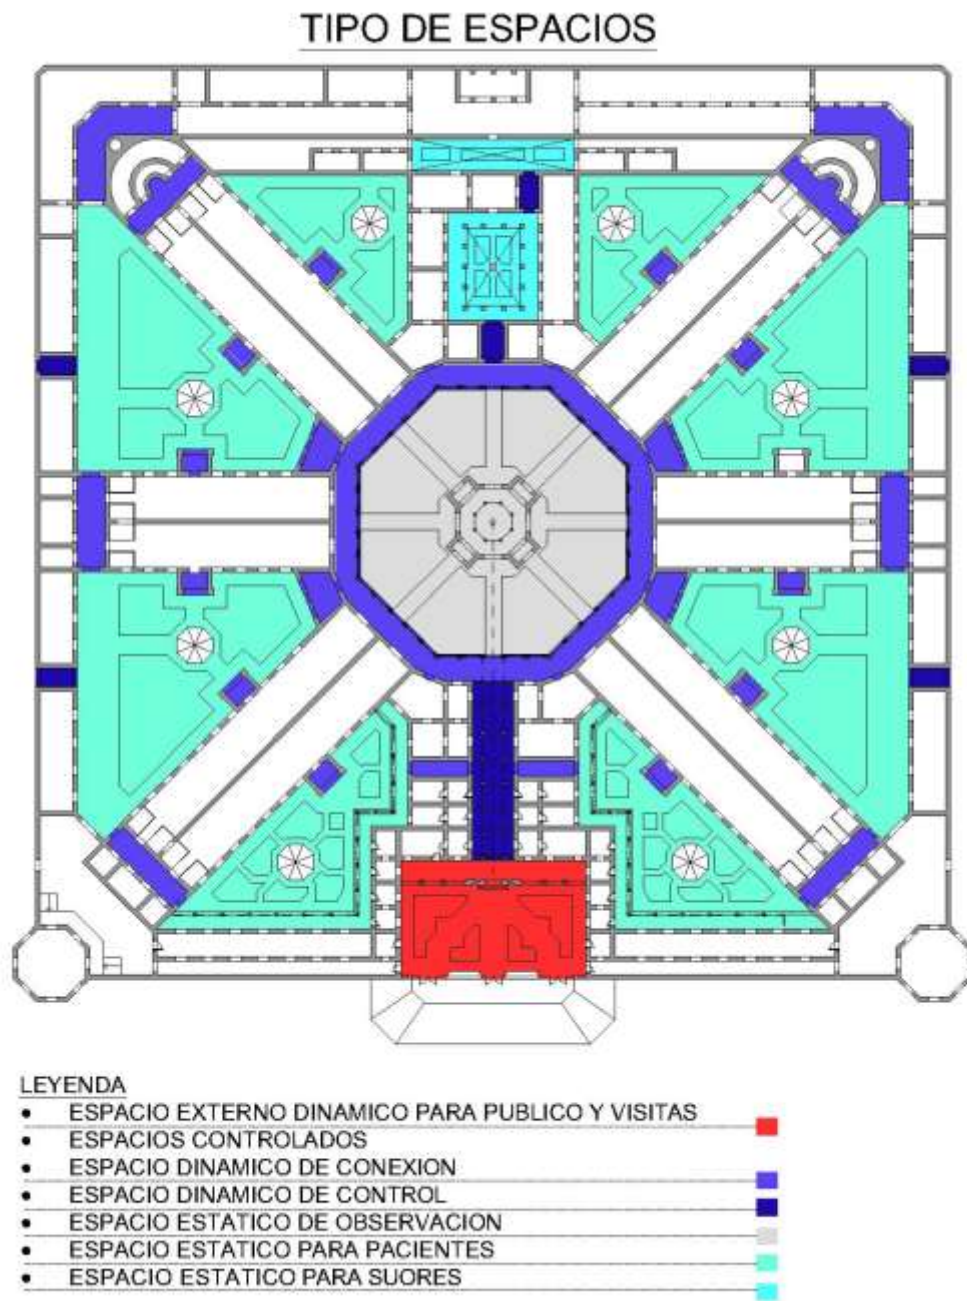 TIPO DE ESPACIOS
LEYENDA
• ESPACIO EXTERNO DINAMICO PARA PUBLICO Y VISITAS
• ESPACIOS CONTROLADOS
• ESPACIO DINAMICO DE CONEXION
• ESPACIO DINAMICO DE CONTROL
• ESPACIO ESTATICO DE OBSERVACION
• ESPACIO ESTATICO PARA PACIENTES
• ESPACIO ESTATICO PARA SUORES